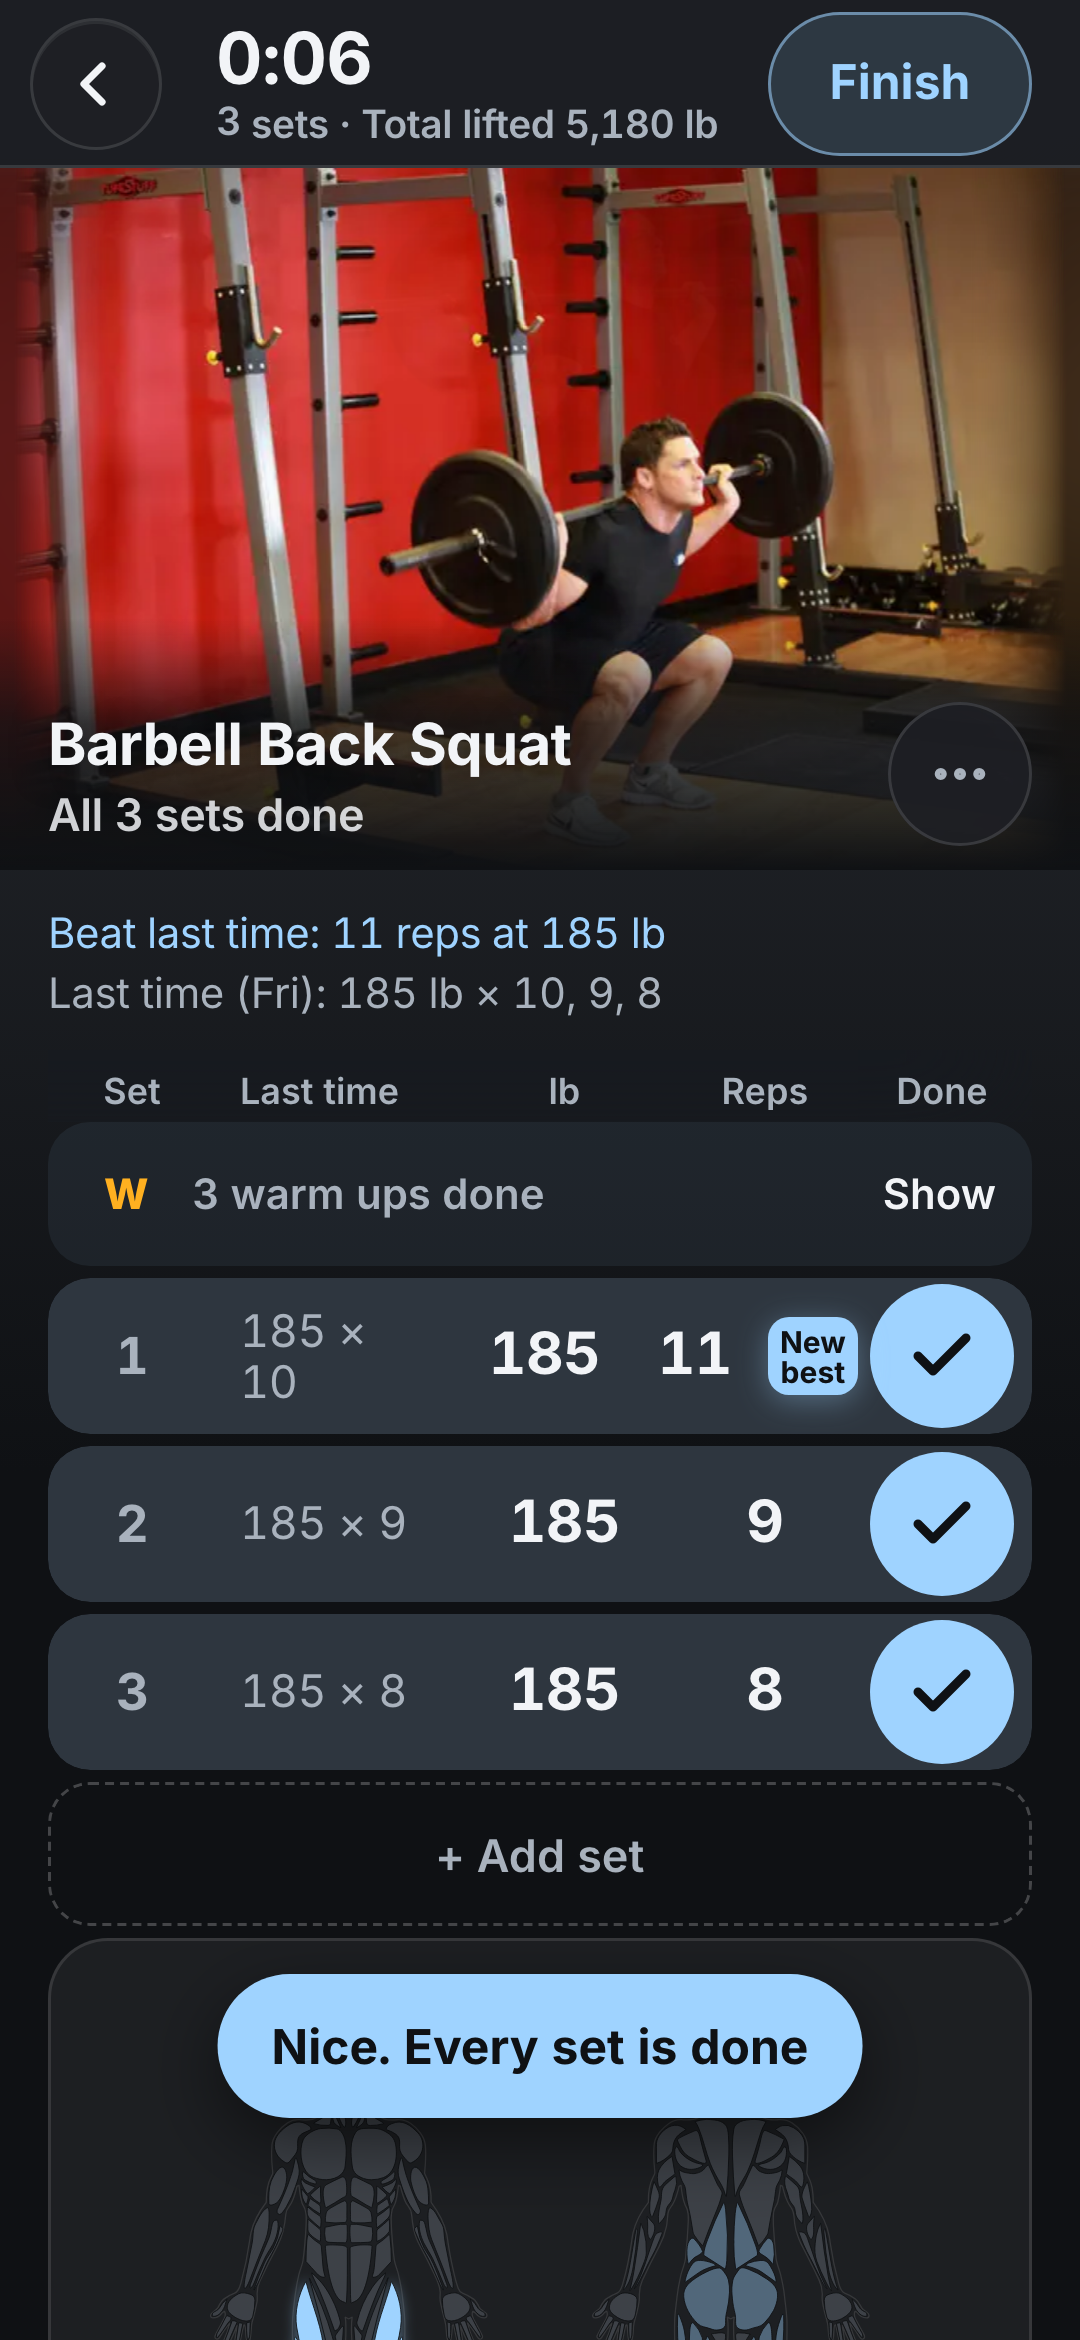 0:06
3 sets · Total lifted 5,180 lb
Finish
Barbell Back Squat
All 3 sets done
Beat last time: 11 reps at 185 lb
Last time (Fri): 185 lb × 10, 9, 8
Set Last time lb Reps Done
W 3 warm ups done Show
1 185 × 10 185 11 New best
2 185 × 9 185 9
3 185 × 8 185 8
+ Add set
Nice. Every set is done